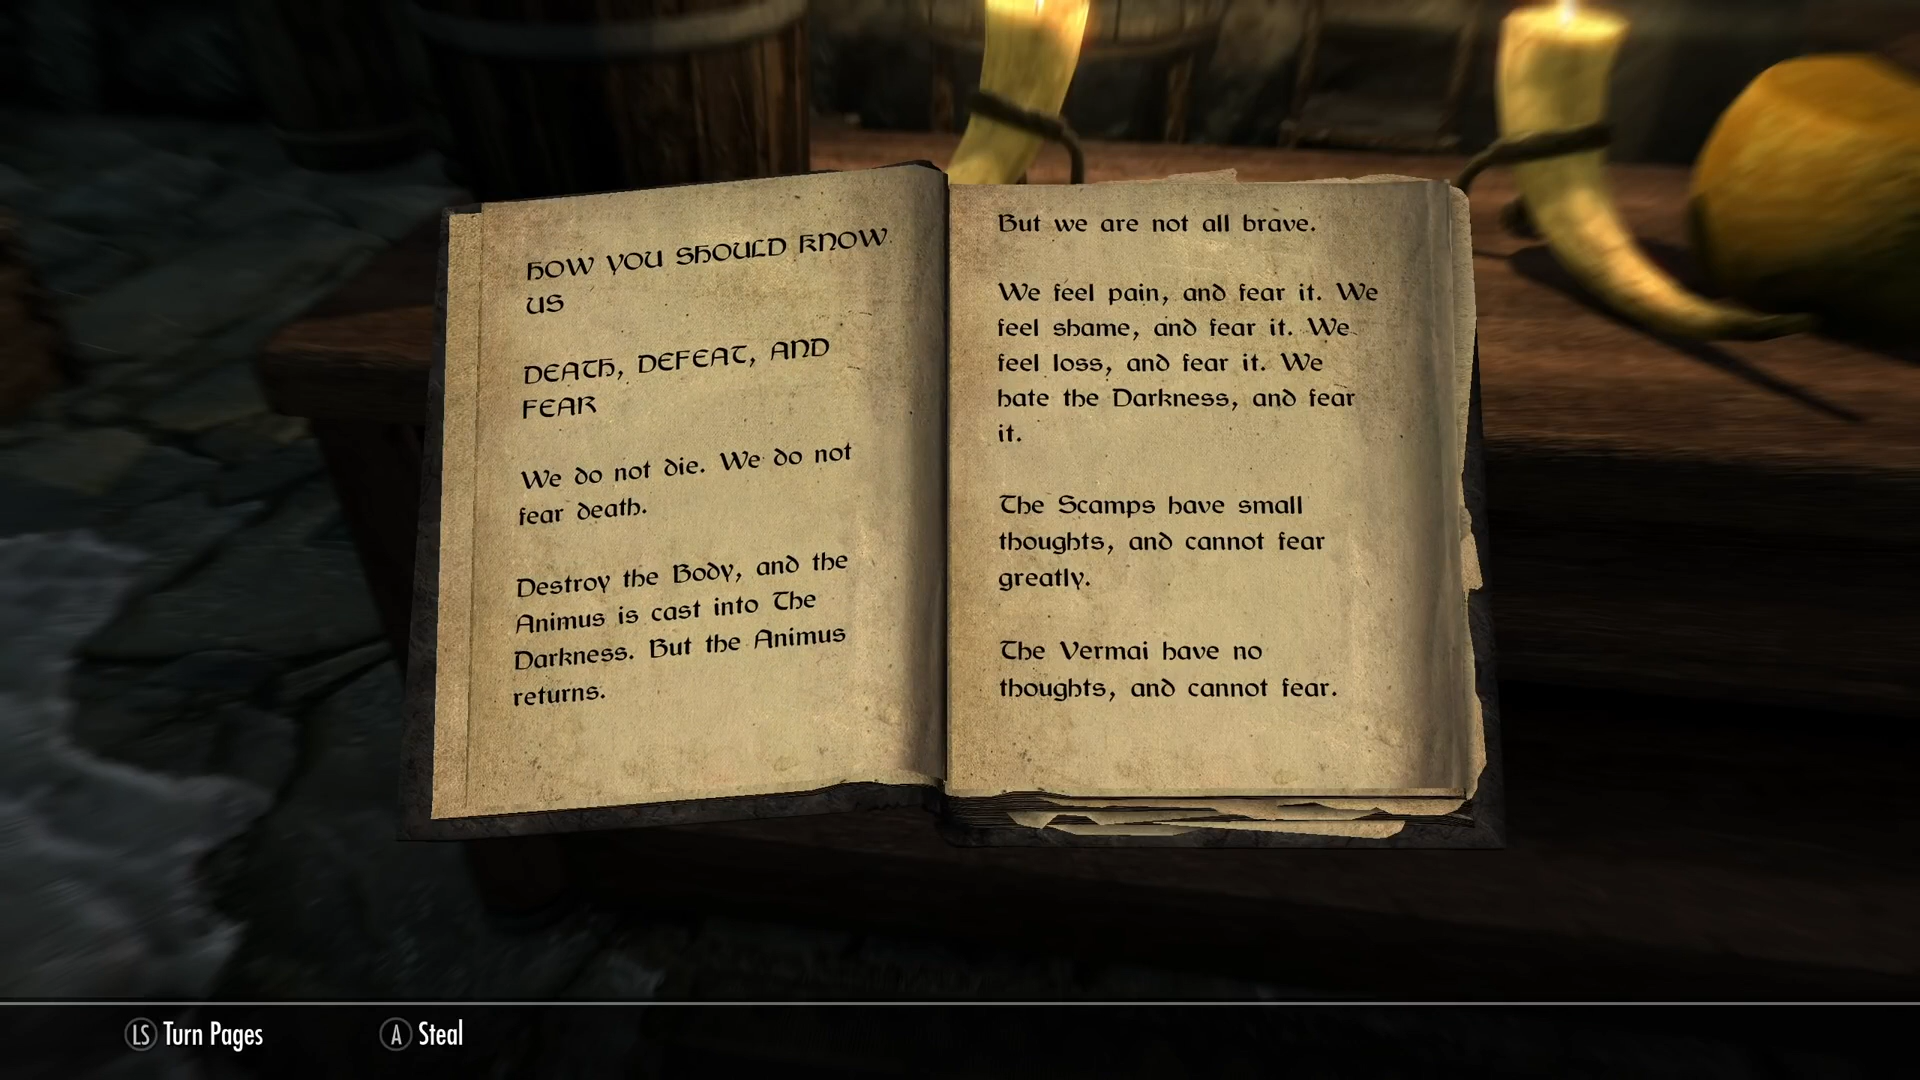 HOW YOU SHOULD KNOW
US
DEATH, DEFEAT, AND
FEAR
We do not die. We do not
fear death.
Destroy the Body, and the
Animus is cast into The
Darkness. But the Animus
returns.
But we are not all brave.
We feel pain, and fear it. We
feel shame, and fear it. We
feel loss, and fear it. We
hate the Darkness, and fear
it.
The Scamps have small
thoughts, and cannot fear
greatly.
The Vermai have no
thoughts, and cannot fear.
LS Turn Pages
A Steal